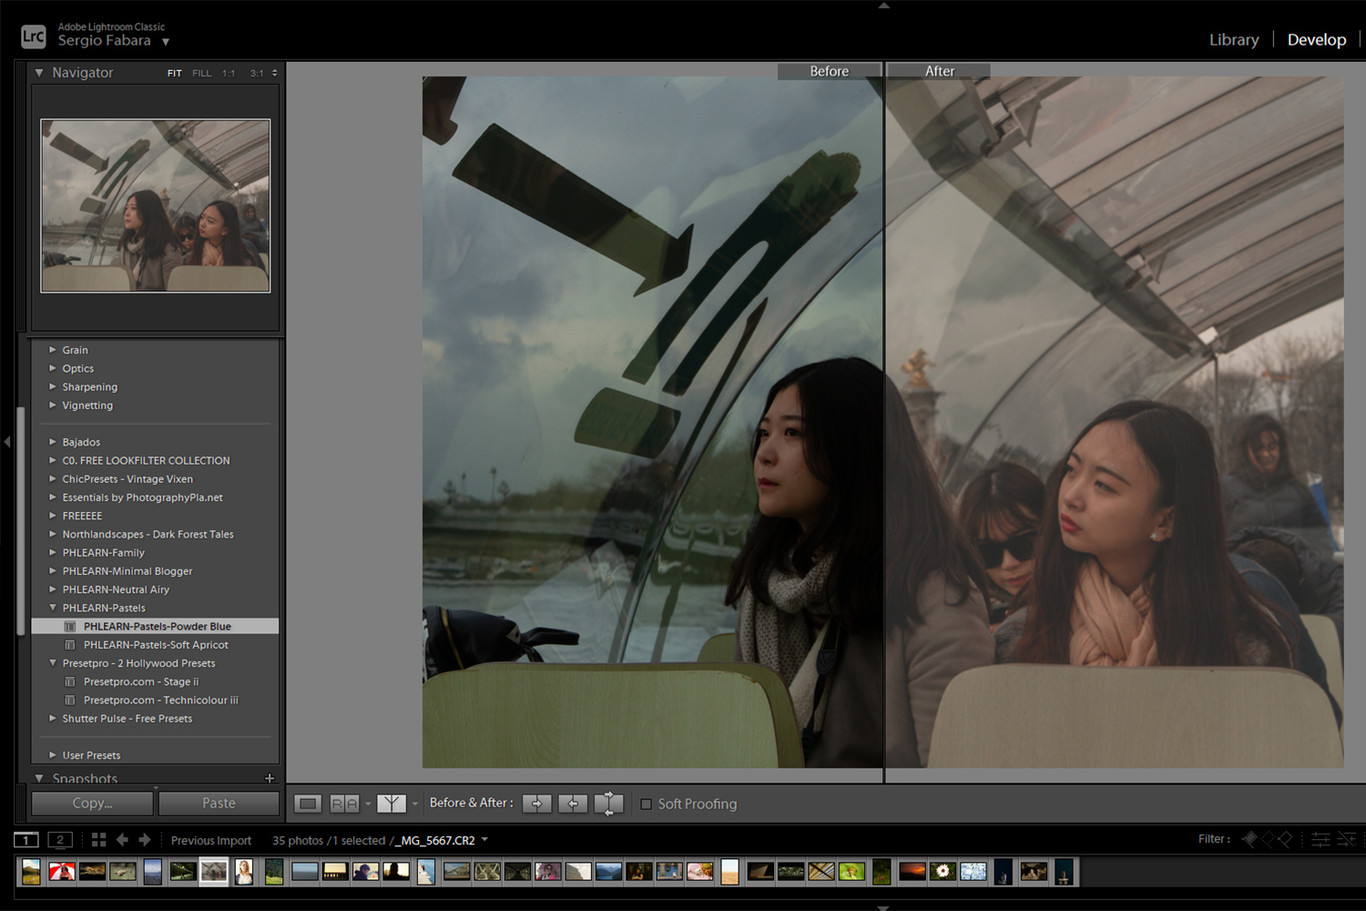 LrC
Adobe Lightroom Classic
Sergio Fabara
Library
Develop
Navigator
FIT FILL 1:1 3:1
Before
After
Grain
Optics
Sharpening
Vignetting
Bajados
C0. FREE LOOKFILTER COLLECTION
ChicPresets - Vintage Vixen
Essentials by PhotographyPla.net
FREEEEE
Northlandscapes - Dark Forest Tales
PHLEARN-Family
PHLEARN-Minimal Blogger
PHLEARN-Neutral Airy
PHLEARN-Pastels
PHLEARN-Pastels-Powder Blue
PHLEARN-Pastels-Soft Apricot
Presetpro - 2 Hollywood Presets
Presetpro.com - Stage ii
Presetpro.com - Technicolour iii
Shutter Pulse - Free Presets
User Presets
Snapshots +
Copy...
Paste
R A
Y Y
Before & After :
Soft Proofing
1
2
Previous Import
35 photos /1 selected /_MG_5667.CR2
Filter :